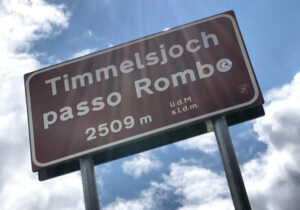 Timmelsjoch
passo Rombo
2509 m
ü.d.M.
s.l.d.m.